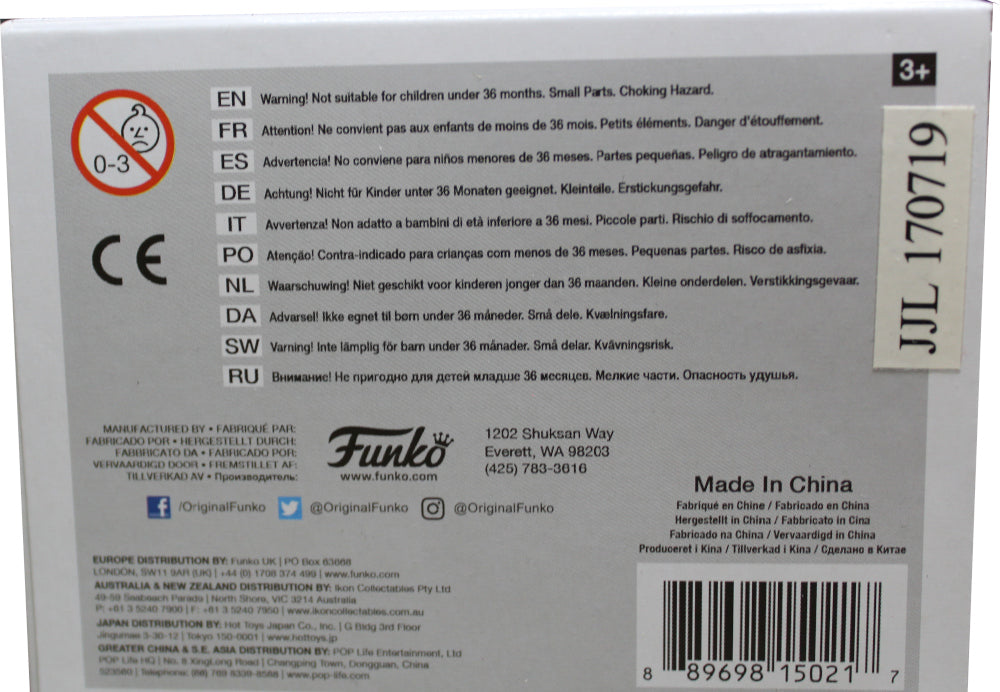 3+
0-3
EN Warning! Not suitable for children under 36 months. Small Parts. Choking Hazard.
FR Attention! Ne convient pas aux enfants de moins de 36 mois. Petits éléments. Danger d'étouffement.
ES Advertencia! No conviene para niños menores de 36 meses. Partes pequeñas. Peligro de atragantamiento.
DE Achtung! Nicht für Kinder unter 36 Monaten geeignet. Kleinteile. Erstickungsgefahr.
IT Avvertenza! Non adatto a bambini di età inferiore a 36 mesi. Piccole parti. Rischio di soffocamento.
PO Atenção! Contra-indicado para crianças com menos de 36 meses. Pequenas partes. Risco de asfixia.
NL Waarschuwing! Niet geschikt voor kinderen jonger dan 36 maanden. Kleine onderdelen. Verstikkingsgevaar.
DA Advarsel! Ikke egnet til børn under 36 måneder. Små dele. Kvælningsfare.
SW Varning! Inte lämplig för barn under 36 månader. Små delar. Kvävningsrisk.
RU Внимание! Не пригодно для детей младше 36 месяцев. Мелкие части. Опасность удушья.
CE
JJL 170719
MANUFACTURED BY • FABRIQUÉ PAR:
FABRICADO POR • HERGESTELLT DURCH:
FABBRICATO DA • FABRICADO POR:
VERVAARDIGD DOOR • FREMSTILLET AF:
TILLVERKAD AV • Производитель:
Funko
www.funko.com
1202 Shuksan Way
Everett, WA 98203
(425) 783-3616
/OriginalFunko @OriginalFunko @OriginalFunko
Made In China
Fabriqué en Chine / Fabricado en China
Hergestellt in China / Fabbricato in Cina
Fabricado na China / Vervaardigd in China
Produceret i Kina / Tillverkad i Kina / Сделано в Китае
EUROPE DISTRIBUTION BY: Funko UK | PO Box 63668
LONDON, SW11 9AR (UK) | +44 (0) 1708 374 499 | www.funko.com
AUSTRALIA & NEW ZEALAND DISTRIBUTION BY: Ikon Collectables Pty Ltd
49-59 Seabeach Parade | North Shore, VIC 3214 Australia
P: +61 3 5240 7900 | F: +61 3 5240 7950 | www.ikoncollectables.com.au
JAPAN DISTRIBUTION BY: Hot Toys Japan Co., Inc. | G Bldg 3rd Floor
Jingumae 3-30-12 | Tokyo 150-0001 | www.hottoys.jp
GREATER CHINA & S.E. ASIA DISTRIBUTION BY: POP Life Entertainment, Ltd
POP Life HQ | No. 8 XingLong Road | Changping Town, Dongguan, China
523560 | Telephone: (86) 769 8339 8568 | www.pop-life.com
8 89698 15021 7